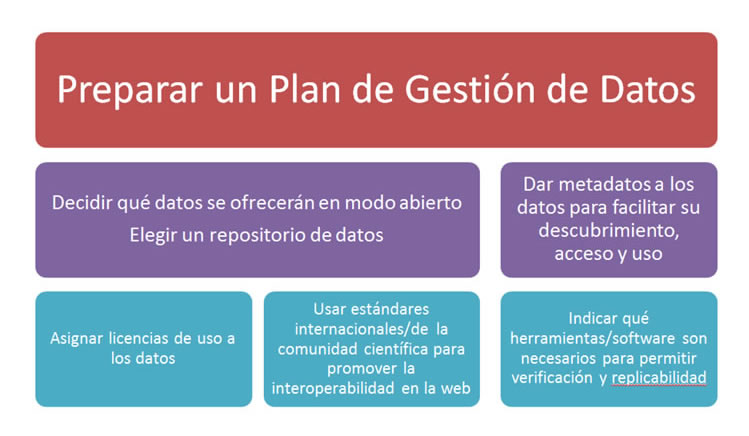 Preparar un Plan de Gestión de Datos
Decidir qué datos se ofrecerán en modo abierto
Elegir un repositorio de datos
Dar metadatos a los
datos para facilitar su
descubrimiento,
acceso y uso
Asignar licencias de uso a
los datos
Usar estándares
internacionales/de la
comunidad científica para
promover la
interoperabilidad en la web
Indicar qué
herramientas/software son
necesarios para permitir
verificación y replicabilidad